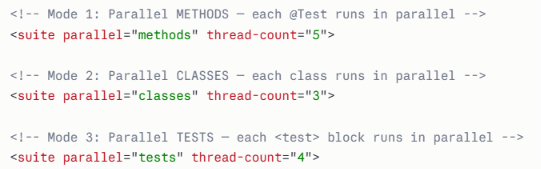 <!-- Mode 1: Parallel METHODS — each @Test runs in parallel -->
<suite parallel="methods" thread-count="5">
<!-- Mode 2: Parallel CLASSES — each class runs in parallel -->
<suite parallel="classes" thread-count="3">
<!-- Mode 3: Parallel TESTS — each <test> block runs in parallel -->
<suite parallel="tests" thread-count="4">